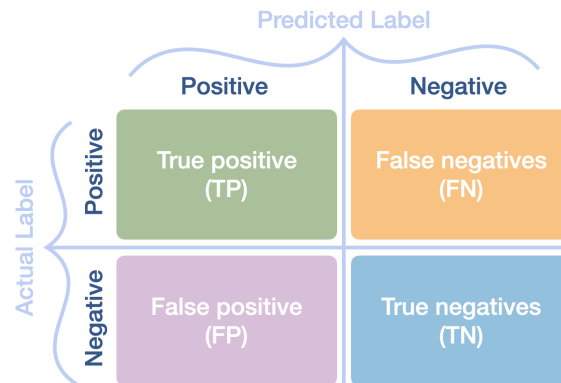 Predicted Label
Positive
Negative
Actual Label
Positive
True positive
(TP)
False negatives
(FN)
Negative
False positive
(FP)
True negatives
(TN)